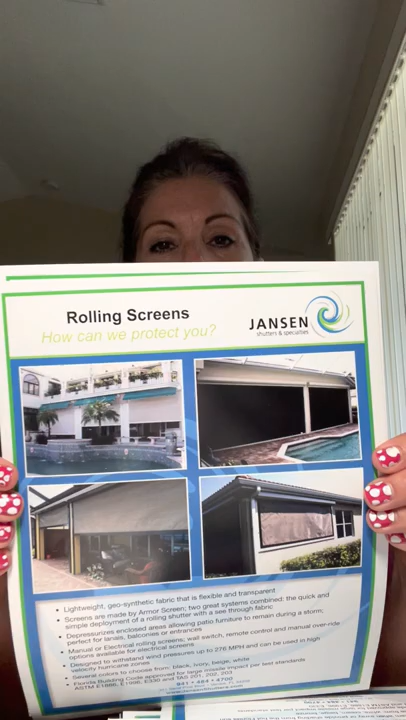 Rolling Screens
How can we protect you?
JANSEN
shutters & specialties
• Lightweight, geo-synthetic fabric that is flexible and transparent
• Screens are made by Armor Screen; two great systems combined: the quick and
simple deployment of a rolling shutter with a see through fabric
• Depressurizes enclosed areas allowing patio furniture to remain during a storm;
perfect for lanais, balconies or entrances
• Manual or Electrical rolling screens; wall switch, remote control and manual over-ride
options available for electrical screens
• Designed to withstand wind pressures up to 276 MPH and can be used in high
velocity hurricane zones
• Several colors to choose from: black, ivory, beige, white
• Florida Building Code approved for large missile impact per test standards
ASTM E1886, E1996, E330 and TAS 201, 202, 203
941 • 484 • 4700